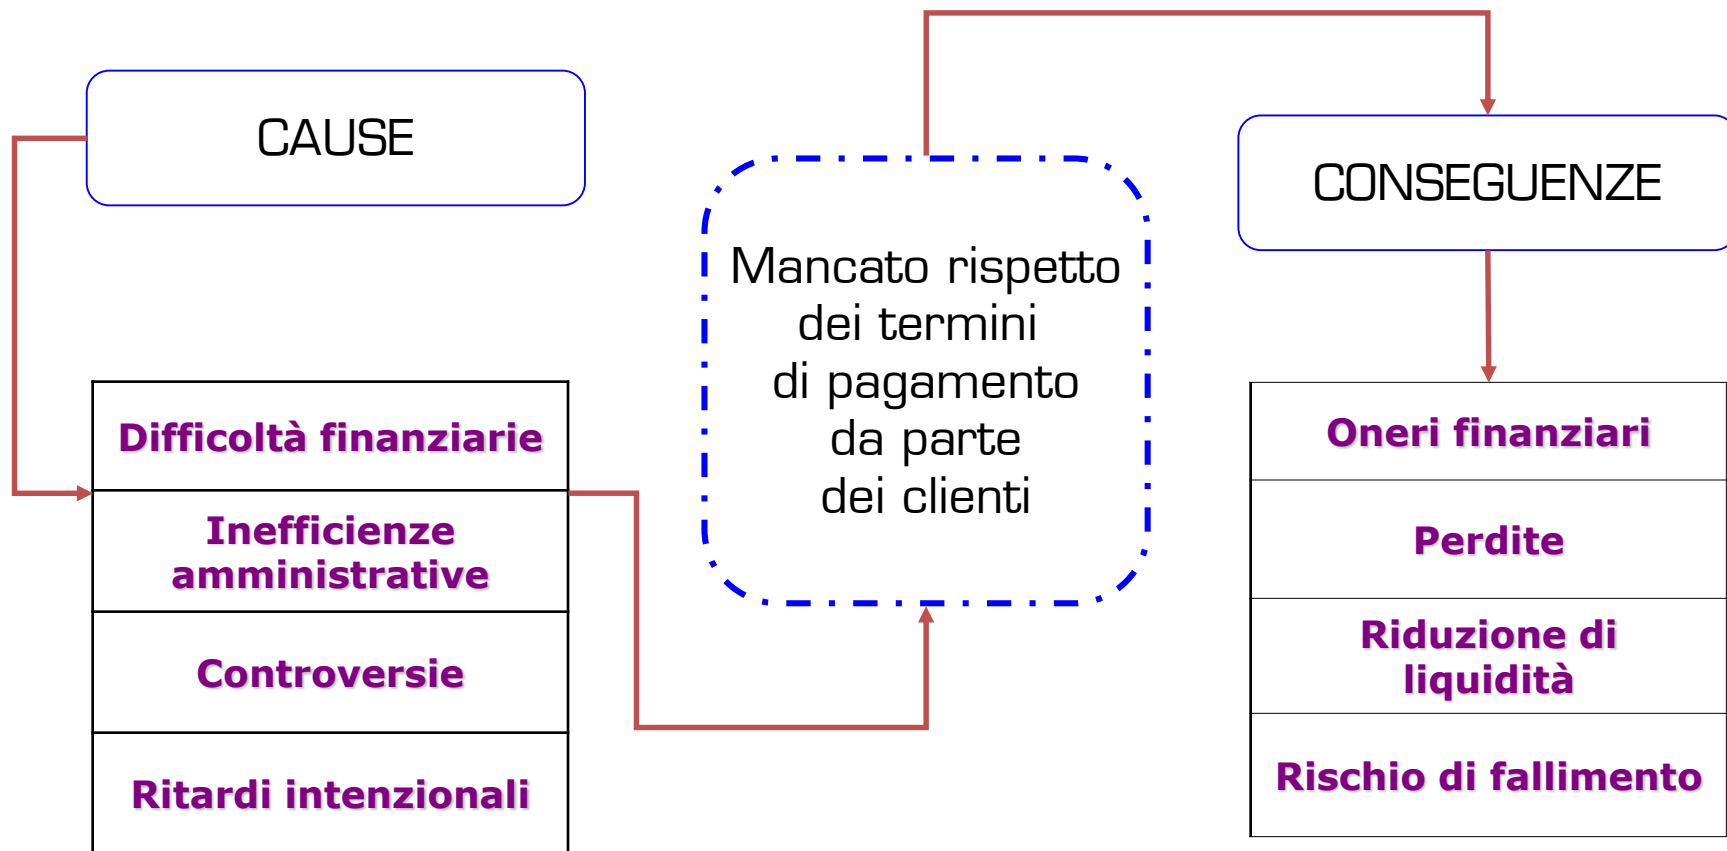 CAUSE
Difficoltà finanziarie
Inefficienze
amministrative
Controversie
Ritardi intenzionali
Mancato rispetto
dei termini
di pagamento
da parte
dei clienti
CONSEGUENZE
Oneri finanziari
Perdite
Riduzione di
liquidità
Rischio di fallimento